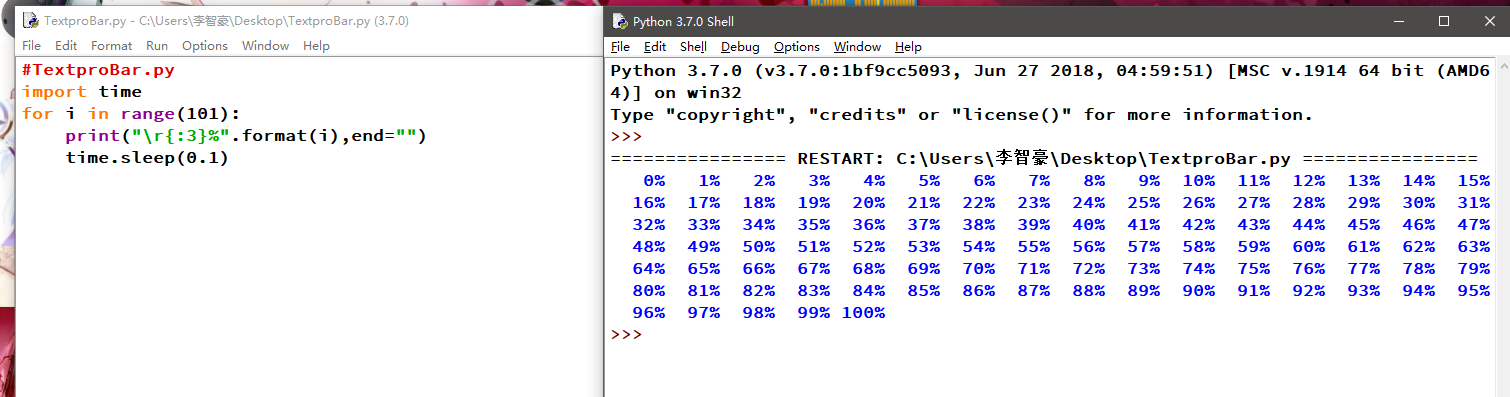 TextproBar.py - C:\Users\李智豪\Desktop\TextproBar.py (3.7.0)
File Edit Format Run Options Window Help
#TextproBar.py
import time
for i in range(101):
    print("\r{:3}%".format(i),end="")
    time.sleep(0.1)
Python 3.7.0 Shell
File Edit Shell Debug Options Window Help
Python 3.7.0 (v3.7.0:1bf9cc5093, Jun 27 2018, 04:59:51) [MSC v.1914 64 bit (AMD6
4)] on win32
Type "copyright", "credits" or "license()" for more information.
>>>
================ RESTART: C:\Users\李智豪\Desktop\TextproBar.py ================
0% 1% 2% 3% 4% 5% 6% 7% 8% 9% 10% 11% 12% 13% 14% 15%
16% 17% 18% 19% 20% 21% 22% 23% 24% 25% 26% 27% 28% 29% 30% 31%
32% 33% 34% 35% 36% 37% 38% 39% 40% 41% 42% 43% 44% 45% 46% 47%
48% 49% 50% 51% 52% 53% 54% 55% 56% 57% 58% 59% 60% 61% 62% 63%
64% 65% 66% 67% 68% 69% 70% 71% 72% 73% 74% 75% 76% 77% 78% 79%
80% 81% 82% 83% 84% 85% 86% 87% 88% 89% 90% 91% 92% 93% 94% 95%
96% 97% 98% 99% 100%
>>>